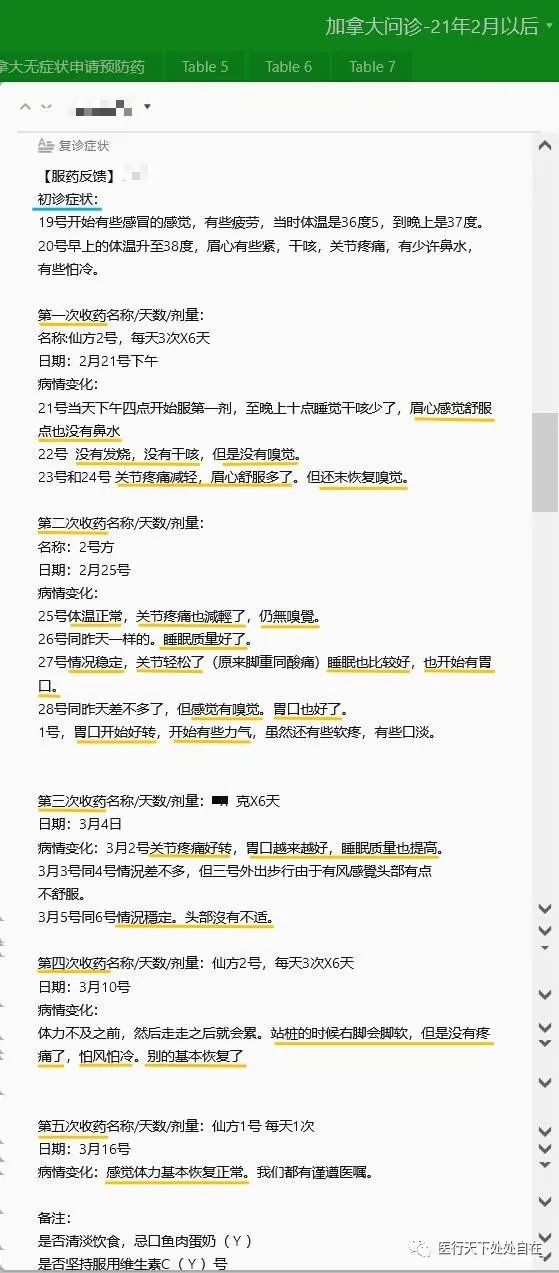 加拿大问诊-21年2月以后
拿大无症状申请预防药 Table 5 Table 6 Table 7
复诊症状
【服药反馈】
初诊症状：
19号开始有些感冒的感觉，有些疲劳，当时体温是36度5，到晚上是37度。
20号早上的体温升至38度，眉心有些紧，干咳，关节疼痛，有少许鼻水，
有些怕冷。
第一次收药名称/天数/剂量：
名称:仙方2号，每天3次X6天
日期：2月21号下午
病情变化：
21号当天下午四点开始服第一剂，至晚上十点睡觉干咳少了，眉心感觉舒服
点也没有鼻水
22号 没有发烧，没有干咳，但是没有嗅觉。
23号和24号 关节疼痛减轻，眉心舒服多了。但还未恢复嗅觉。
第二次收药名称/天数/剂量：
名称：2号方
日期：2月25号
病情变化：
25号体温正常，关节疼痛也減輕了，仍無嗅覺。
26号同昨天一样的。睡眠质量好了。
27号情况稳定，关节轻松了（原来脚重同酸痛）睡眠也比较好，也开始有胃
口。
28号同昨天差不多了，但感觉有嗅觉。胃口也好了。
1号，胃口开始好转，开始有些力气，虽然还有些软疼，有些口淡。
第三次收药名称/天数/剂量： 克X6天
日期：3月4日
病情变化：3月2号关节疼痛好转，胃口越来越好，睡眠质量也提高。
3月3号同4号情况差不多，但三号外出步行由于有风感覺头部有点
不舒服。
3月5号同6号情況穩定。头部沒有不适。
第四次收药名称/天数/剂量：仙方2号，每天3次X6天
日期：3月10号
病情变化：
体力不及之前，然后走走之后就会累。站桩的时候右脚会脚软，但是没有疼
痛了，怕风怕冷。别的基本恢复了
第五次收药名称/天数/剂量：仙方1号 每天1次
日期：3月16号
病情变化：感觉体力基本恢复正常。我们都有谨遵医嘱。
备注：
是否清淡饮食，忌口鱼肉蛋奶（Y）
是否坚持服用维生素C（Y）号
医行天下处处自在